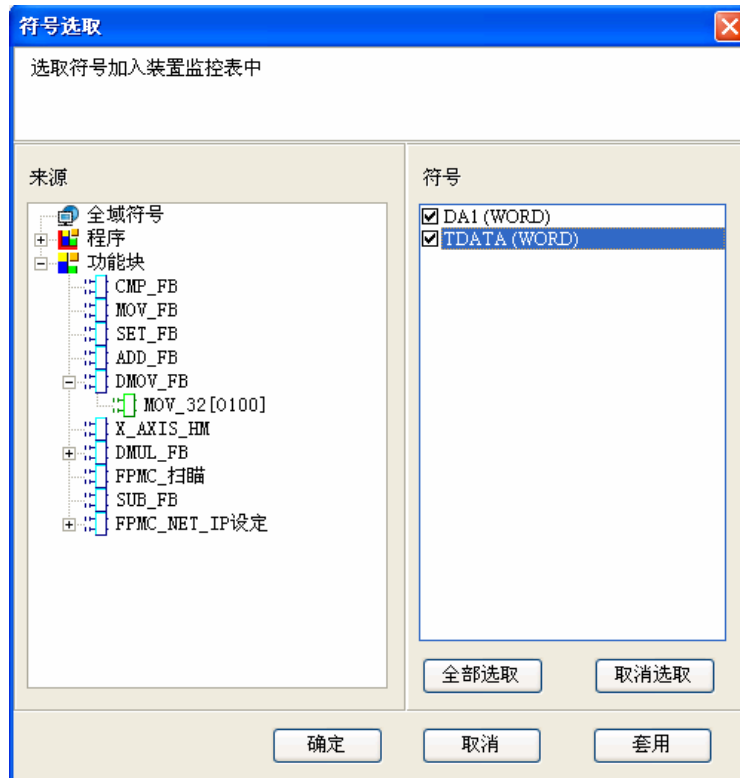 符号选取
选取符号加入装置监控表中
来源
全域符号
程序
功能块
CMP_FB
MOV_FB
SET_FB
ADD_FB
DMOV_FB
MOV_32[O100]
X_AXIS_HM
DMUL_FB
FPMC_扫瞄
SUB_FB
FPMC_NET_IP设定
符号
DA1 (WORD)
TDATA (WORD)
全部选取
取消选取
确定
取消
套用